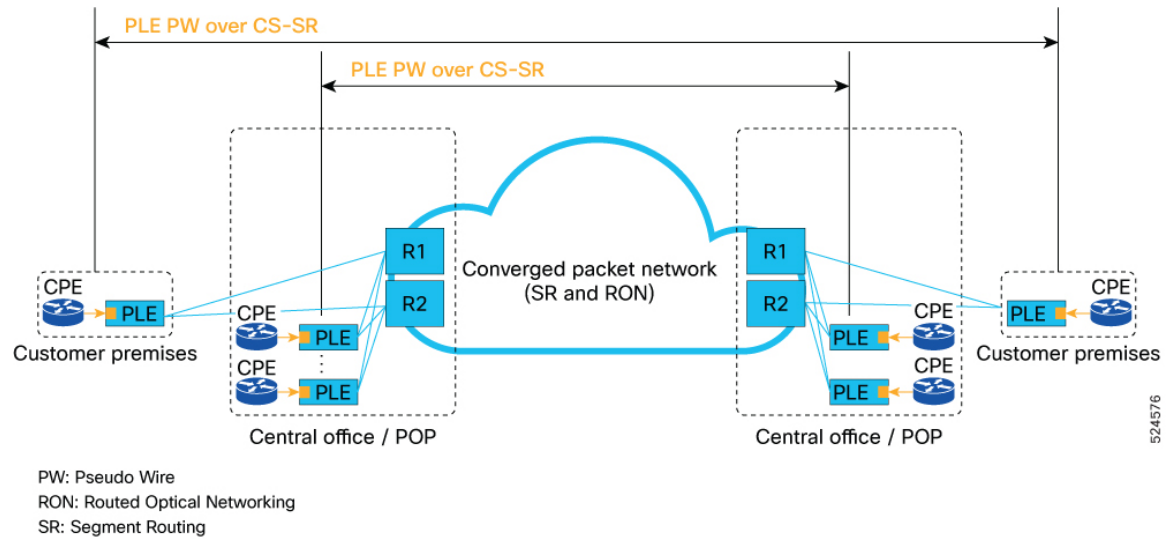 PLE PW over CS-SR
PLE PW over CS-SR
R1
R2
Converged packet network
(SR and RON)
R1
R2
CPE
PLE
Customer premises
CPE
PLE
CPE
PLE
Central office / POP
CPE
PLE
CPE
PLE
Central office / POP
CPE
PLE
Customer premises
524576
PW: Pseudo Wire
RON: Routed Optical Networking
SR: Segment Routing